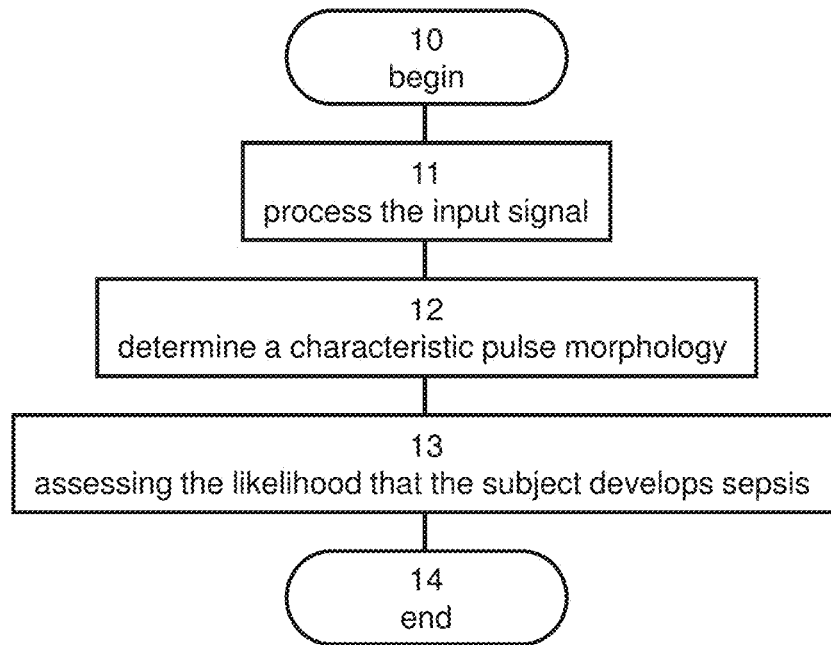 10
begin
11
process the input signal
12
determine a characteristic pulse morphology
13
assessing the likelihood that the subject develops sepsis
14
end